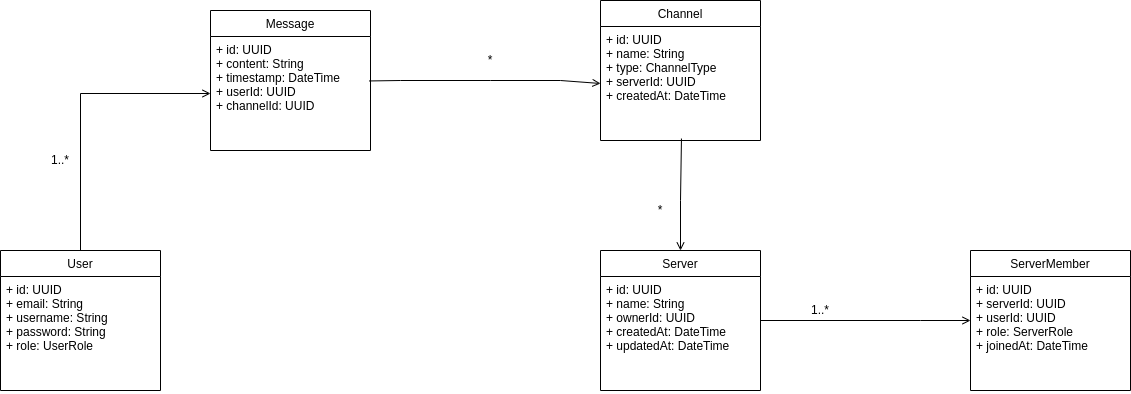 Message
+ id: UUID
+ content: String
+ timestamp: DateTime
+ userId: UUID
+ channelId: UUID
*
Channel
+ id: UUID
+ name: String
+ type: ChannelType
+ serverId: UUID
+ createdAt: DateTime
1..*
*
User
+ id: UUID
+ email: String
+ username: String
+ password: String
+ role: UserRole
Server
+ id: UUID
+ name: String
+ ownerId: UUID
+ createdAt: DateTime
+ updatedAt: DateTime
1..*
ServerMember
+ id: UUID
+ serverId: UUID
+ userId: UUID
+ role: ServerRole
+ joinedAt: DateTime